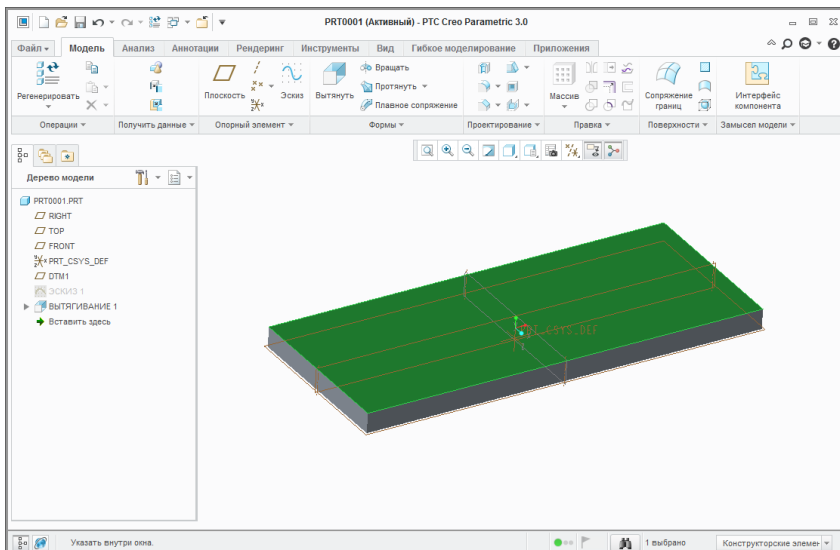 PRT0001 (Активный) - PTC Creo Parametric 3.0
Файл Модель Анализ Аннотации Рендеринг Инструменты Вид Гибкое моделирование Приложения
Регенерировать
Плоскость
Эскиз
Вытянуть
Вращать
Протянуть
Плавное сопряжение
Массив
Сопряжение границ
Интерфейс компонента
Операции Получить данные Опорный элемент Формы Проектирование Правка Поверхности Замысел модели
Дерево модели
PRT0001.PRT
RIGHT
TOP
FRONT
PRT_CSYS_DEF
DTM1
ЭСКИЗ 1
ВЫТЯГИВАНИЕ 1
Вставить здесь
Указать внутри окна.
1 выбрано
Конструкторские элемен